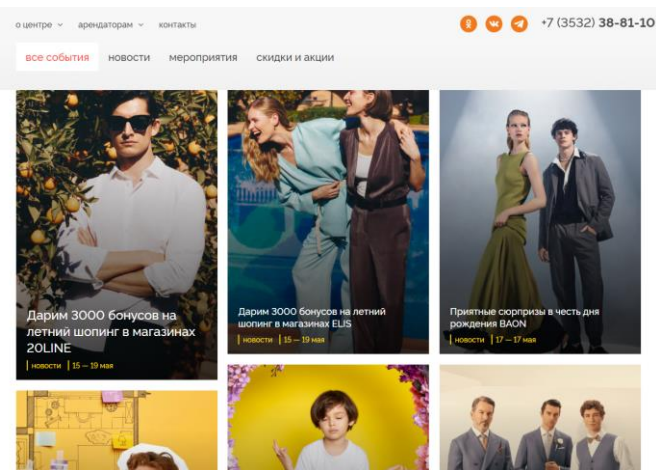 о центре арендаторам контакты +7 (3532) 38-81-10
все события новости мероприятия скидки и акции
Дарим 3000 бонусов на
летний шопинг в магазинах
20LINE
новости 15 — 19 мая
Дарим 3000 бонусов на летний
шопинг в магазинах ELIS
новости 15 — 19 мая
Приятные сюрпризы в честь дня
рождения BAON
новости 17 — 17 мая